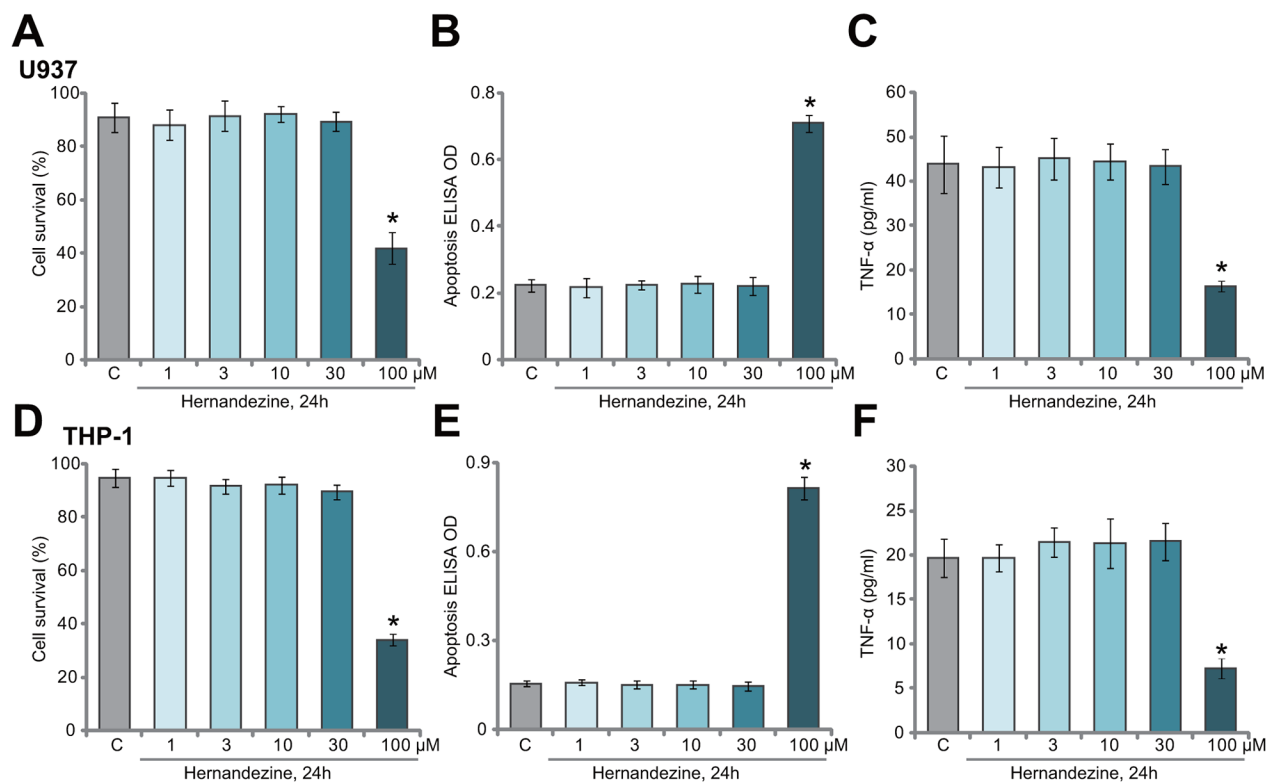 A
U937
Cell survival (%)
100
80
60
40
20
0
*
C 1 3 10 30 100 µM
Hernandezine, 24h
B
Apoptosis ELISA OD
0.8
0.6
0.4
0.2
0
*
C 1 3 10 30 100 µM
Hernandezine, 24h
C
TNF-α (pg/ml)
60
50
40
30
20
10
0
*
C 1 3 10 30 100 µM
Hernandezine, 24h
D
THP-1
Cell survival (%)
100
80
60
40
20
0
*
C 1 3 10 30 100 µM
Hernandezine, 24h
E
Apoptosis ELISA OD
0.9
0.6
0.3
0
*
C 1 3 10 30 100 µM
Hernandezine, 24h
F
TNF-α (pg/ml)
30
25
20
15
10
5
0
*
C 1 3 10 30 100 µM
Hernandezine, 24h